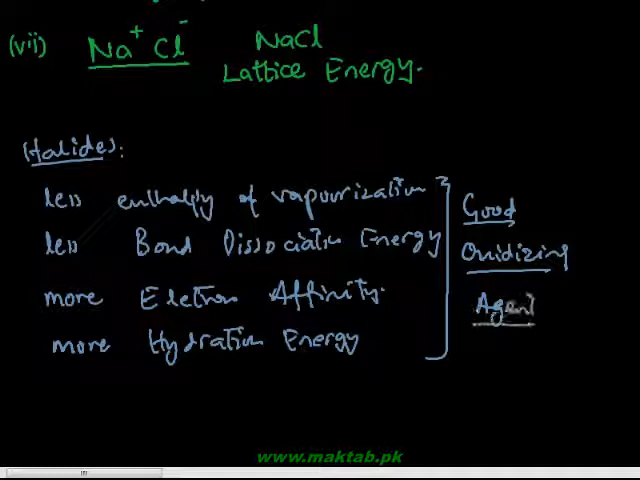 (vii) Na⁺ Cl⁻ NaCl
Lattice Energy.
Halides:
less enthalpy of vapourization
less Bond Dissociation Energy
more Eletron Affinity.
more Hydration Energy
Good
Oxidizing
Agent
www.maktab.pk